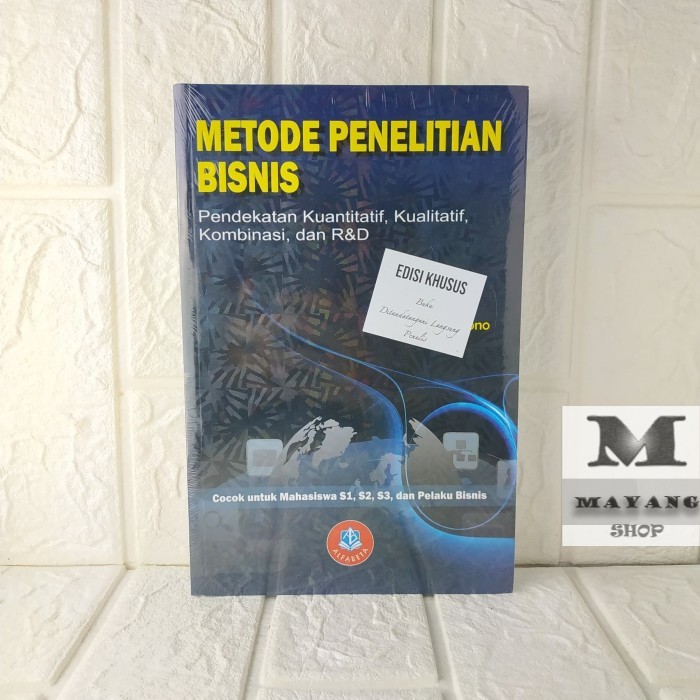 METODE PENELITIAN
BISNIS
Pendekatan Kuantitatif, Kualitatif,
Kombinasi, dan R&D
EDISI KHUSUS
Buku
Ditandatangani Langsung
Penulis
ono
Cocok untuk Mahasiswa S1, S2, S3, dan Pelaku Bisnis
ALFABETA
M
MAYANG
SHOP